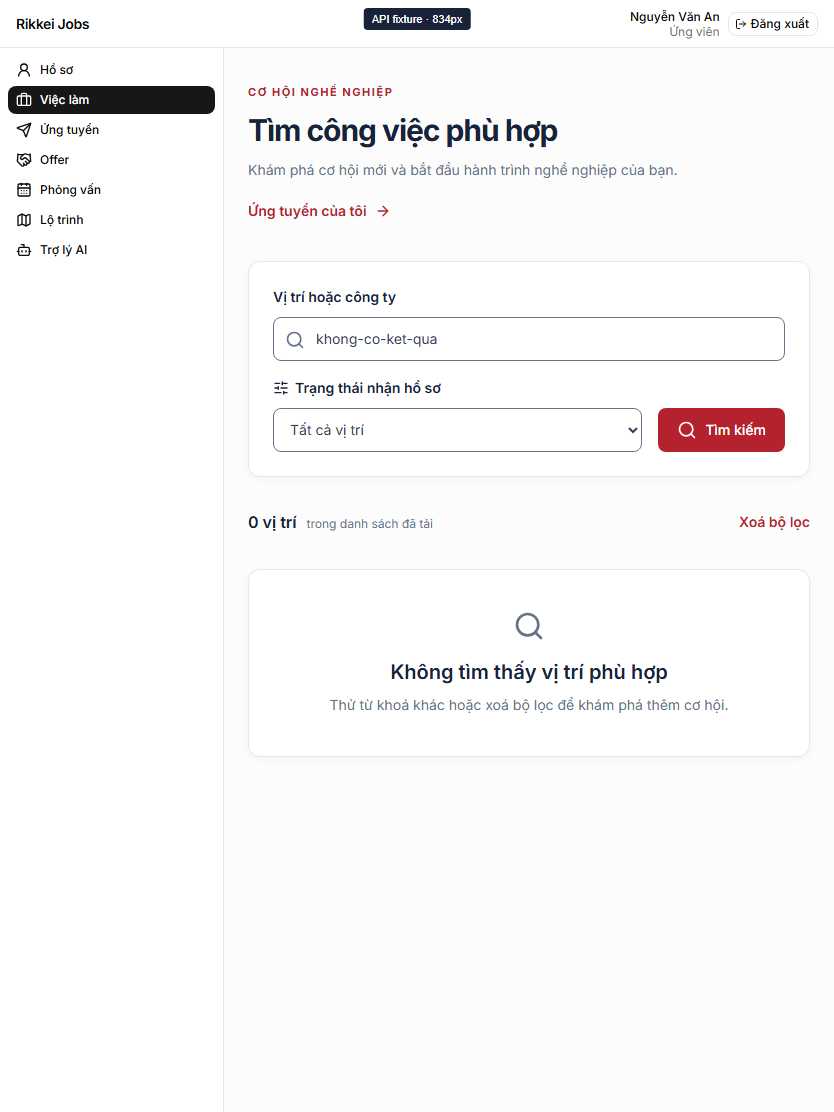 Rikkei Jobs
API fixture · 834px
Nguyễn Văn An
Ứng viên
Đăng xuất
Hồ sơ
Việc làm
Ứng tuyển
Offer
Phỏng vấn
Lộ trình
Trợ lý AI
CƠ HỘI NGHỀ NGHIỆP
Tìm công việc phù hợp
Khám phá cơ hội mới và bắt đầu hành trình nghề nghiệp của bạn.
Ứng tuyển của tôi
Vị trí hoặc công ty
khong-co-ket-qua
Trạng thái nhận hồ sơ
Tất cả vị trí
Tìm kiếm
0 vị trí trong danh sách đã tải
Xoá bộ lọc
Không tìm thấy vị trí phù hợp
Thử từ khoá khác hoặc xoá bộ lọc để khám phá thêm cơ hội.